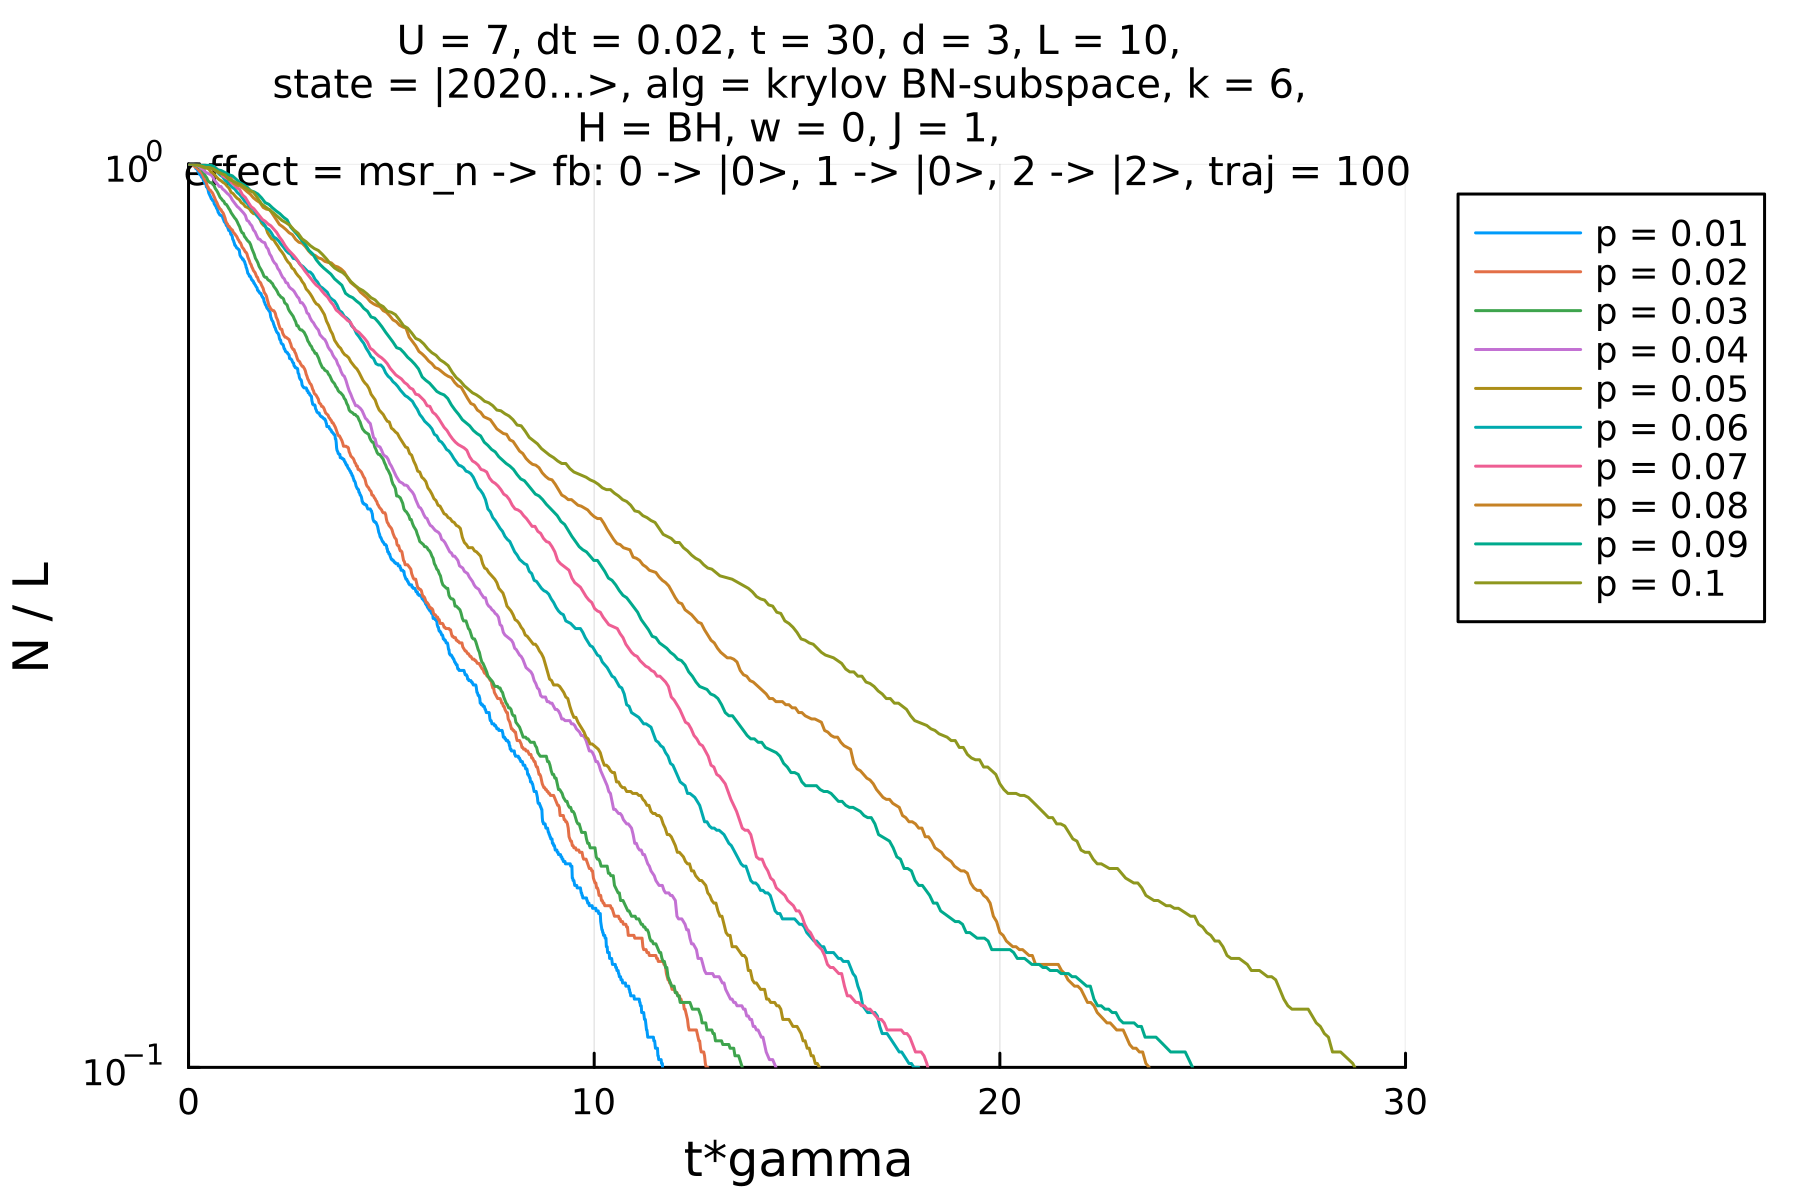 U = 7, dt = 0.02, t = 30, d = 3, L = 10,
state = |2020...>, alg = krylov BN-subspace, k = 6,
H = BH, w = 0, J = 1,
effect = msr_n -> fb: 0 -> |0>, 1 -> |0>, 2 -> |2>, traj = 100
10⁰
10⁻¹
N / L
0 10 20 30
t*gamma
p = 0.01
p = 0.02
p = 0.03
p = 0.04
p = 0.05
p = 0.06
p = 0.07
p = 0.08
p = 0.09
p = 0.1